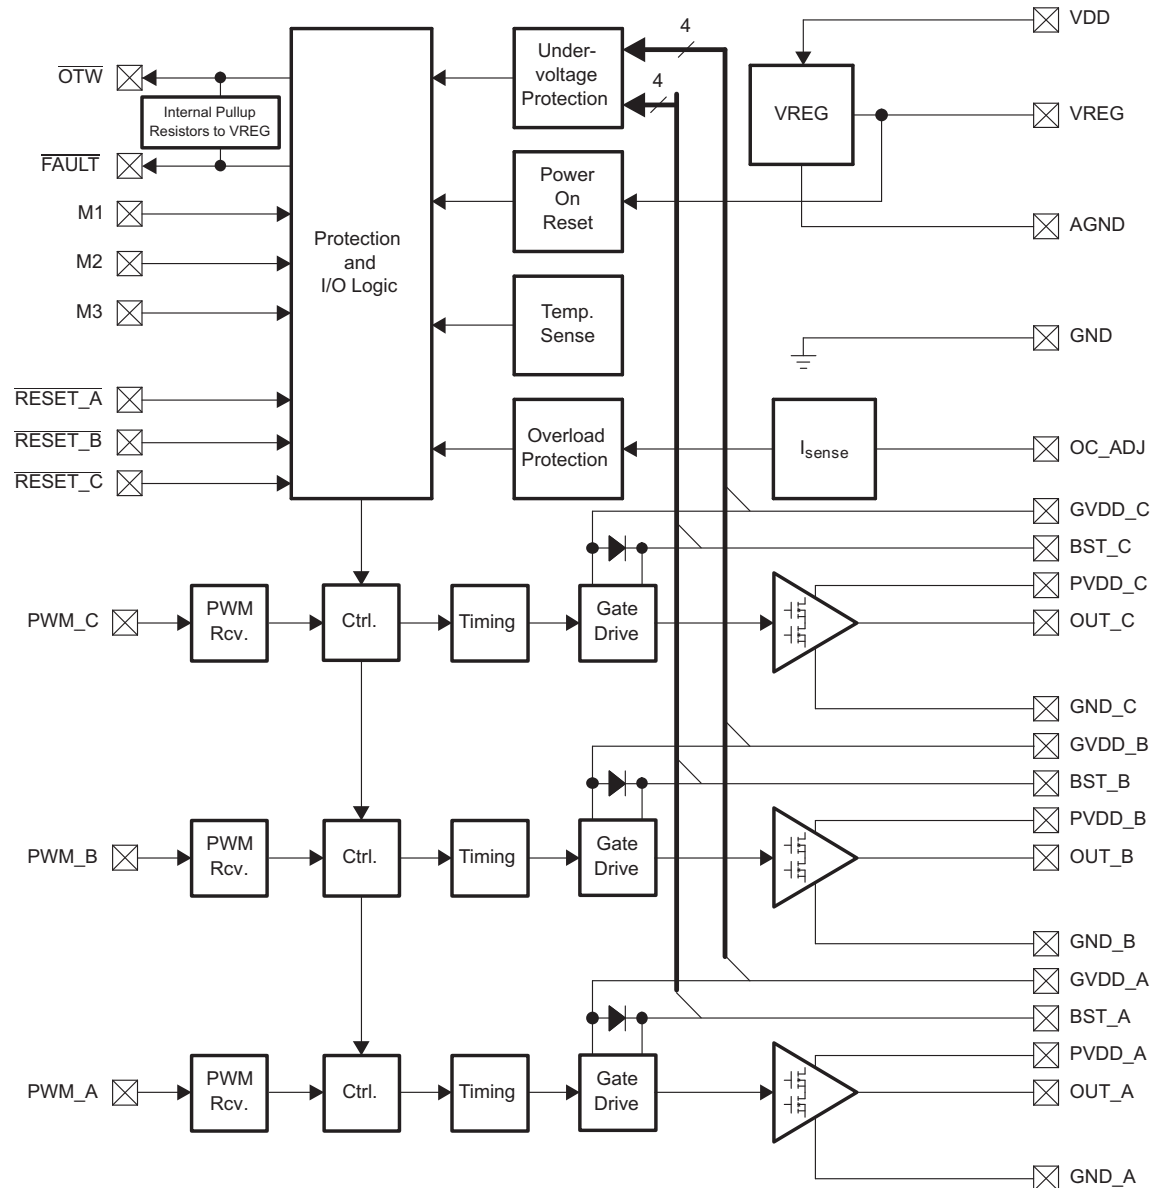 4
VDD
OTW
Under-
voltage
Protection
4
Internal Pullup
Resistors to VREG
VREG
VREG
FAULT
Power
On
Reset
M1
AGND
Protection
and
I/O Logic
M2
M3
Temp.
Sense
GND
RESET_A
RESET_B
RESET_C
Overload
Protection
Isense
OC_ADJ
GVDD_C
BST_C
PWM_C
PWM
Rcv.
Ctrl.
Timing
Gate
Drive
PVDD_C
OUT_C
GND_C
GVDD_B
BST_B
PWM_B
PWM
Rcv.
Ctrl.
Timing
Gate
Drive
PVDD_B
OUT_B
GND_B
GVDD_A
BST_A
PWM_A
PWM
Rcv.
Ctrl.
Timing
Gate
Drive
PVDD_A
OUT_A
GND_A